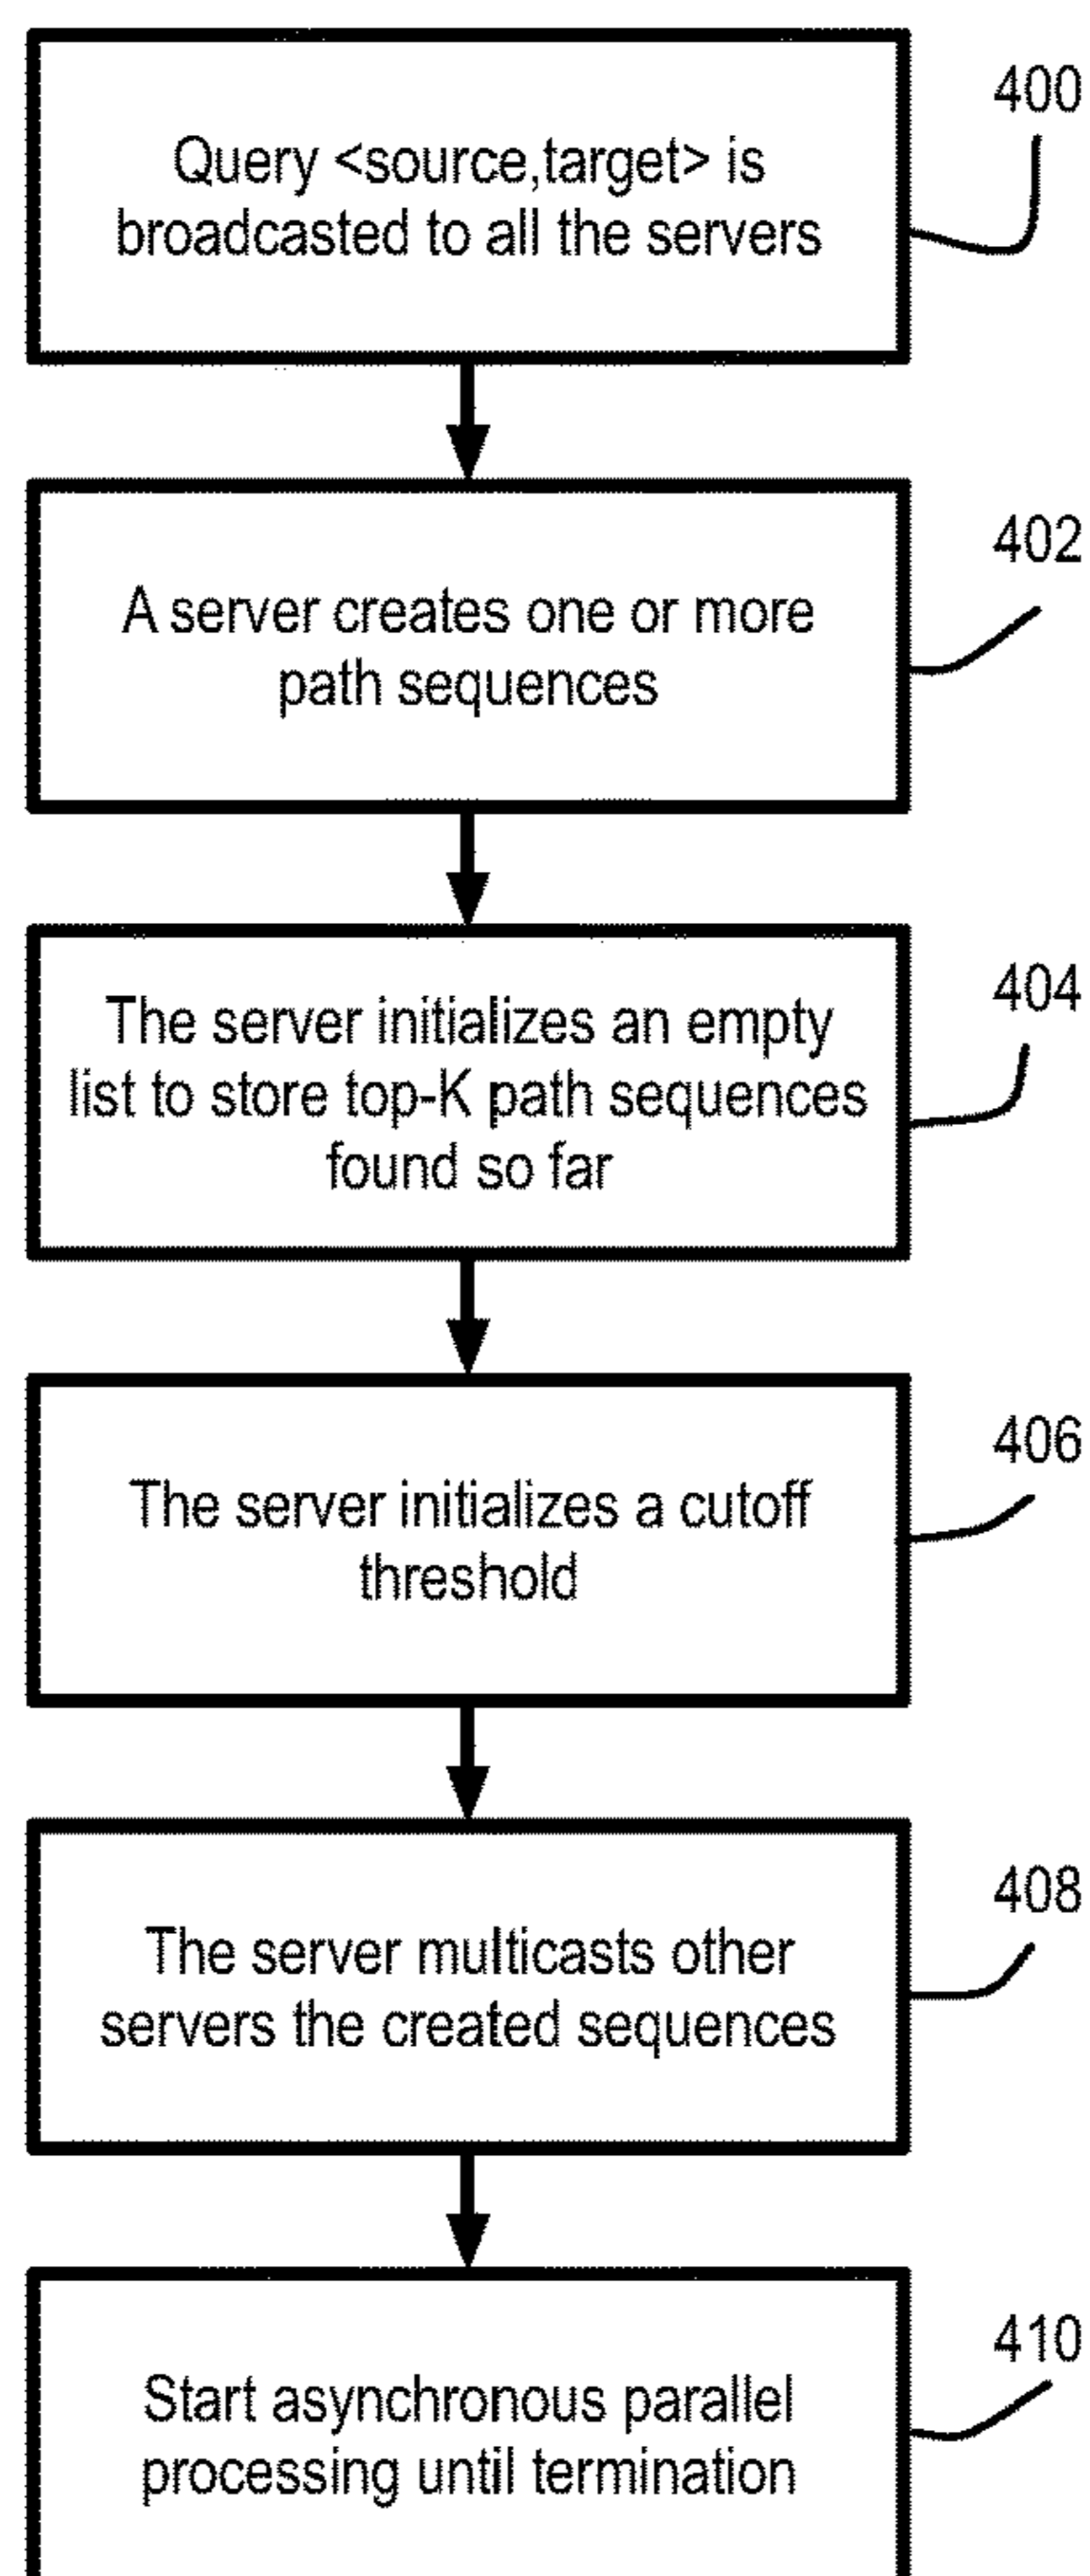 400
Query <source,target> is
broadcasted to all the servers
402
A server creates one or more
path sequences
404
The server initializes an empty
list to store top-K path sequences
found so far
406
The server initializes a cutoff
threshold
408
The server multicasts other
servers the created sequences
410
Start asynchronous parallel
processing until termination